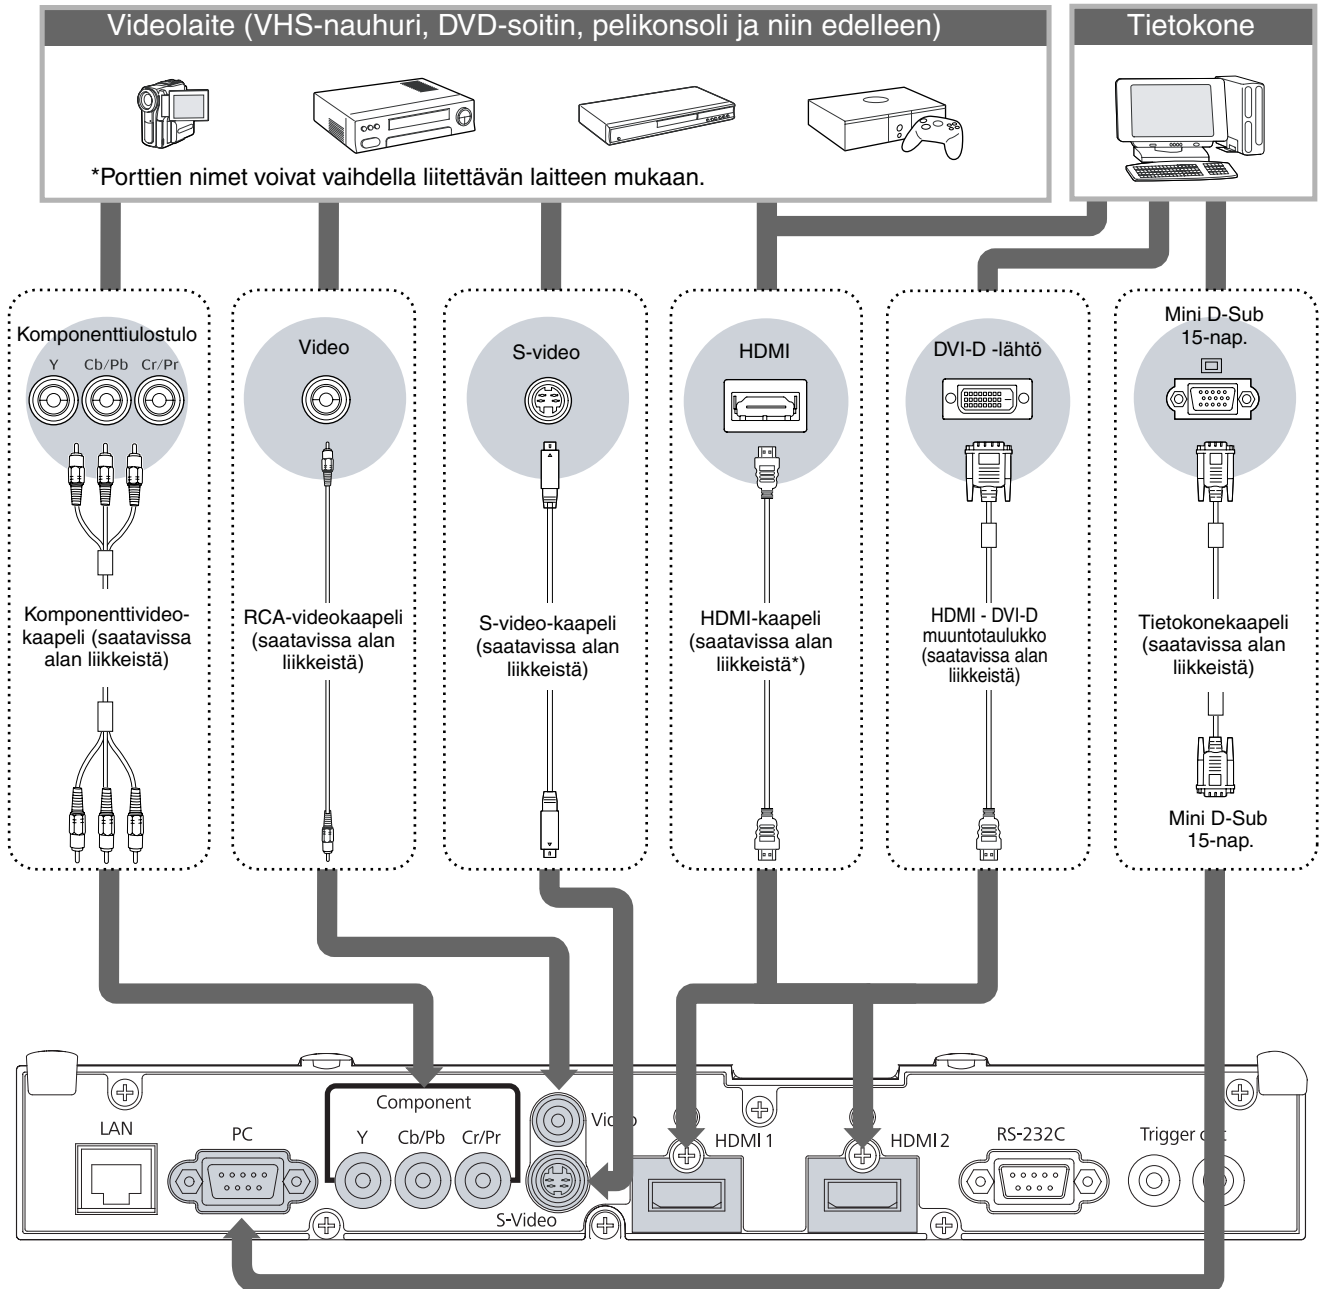 Videolaite (VHS-nauhuri, DVD-soitin, pelikonsoli ja niin edelleen)
Tietokone
*Porttien nimet voivat vaihdella liitettävän laitteen mukaan.
Komponenttiulostulo
Y Cb/Pb Cr/Pr
Komponenttivideo-
kaapeli (saatavissa
alan liikkeistä)
Video
RCA-videokaapeli
(saatavissa alan
liikkeistä)
S-video
S-video-kaapeli
(saatavissa alan
liikkeistä)
HDMI
HDMI-kaapeli
(saatavissa alan
liikkeistä*)
DVI-D -lähtö
HDMI - DVI-D
muuntotaulukko
(saatavissa alan
liikkeistä)
Mini D-Sub
15-nap.
Tietokonekaapeli
(saatavissa alan
liikkeistä)
Mini D-Sub
15-nap.
LAN
PC
Component
Y Cb/Pb Cr/Pr
Video
S-Video
HDMI 1
HDMI 2
RS-232C
Trigger out